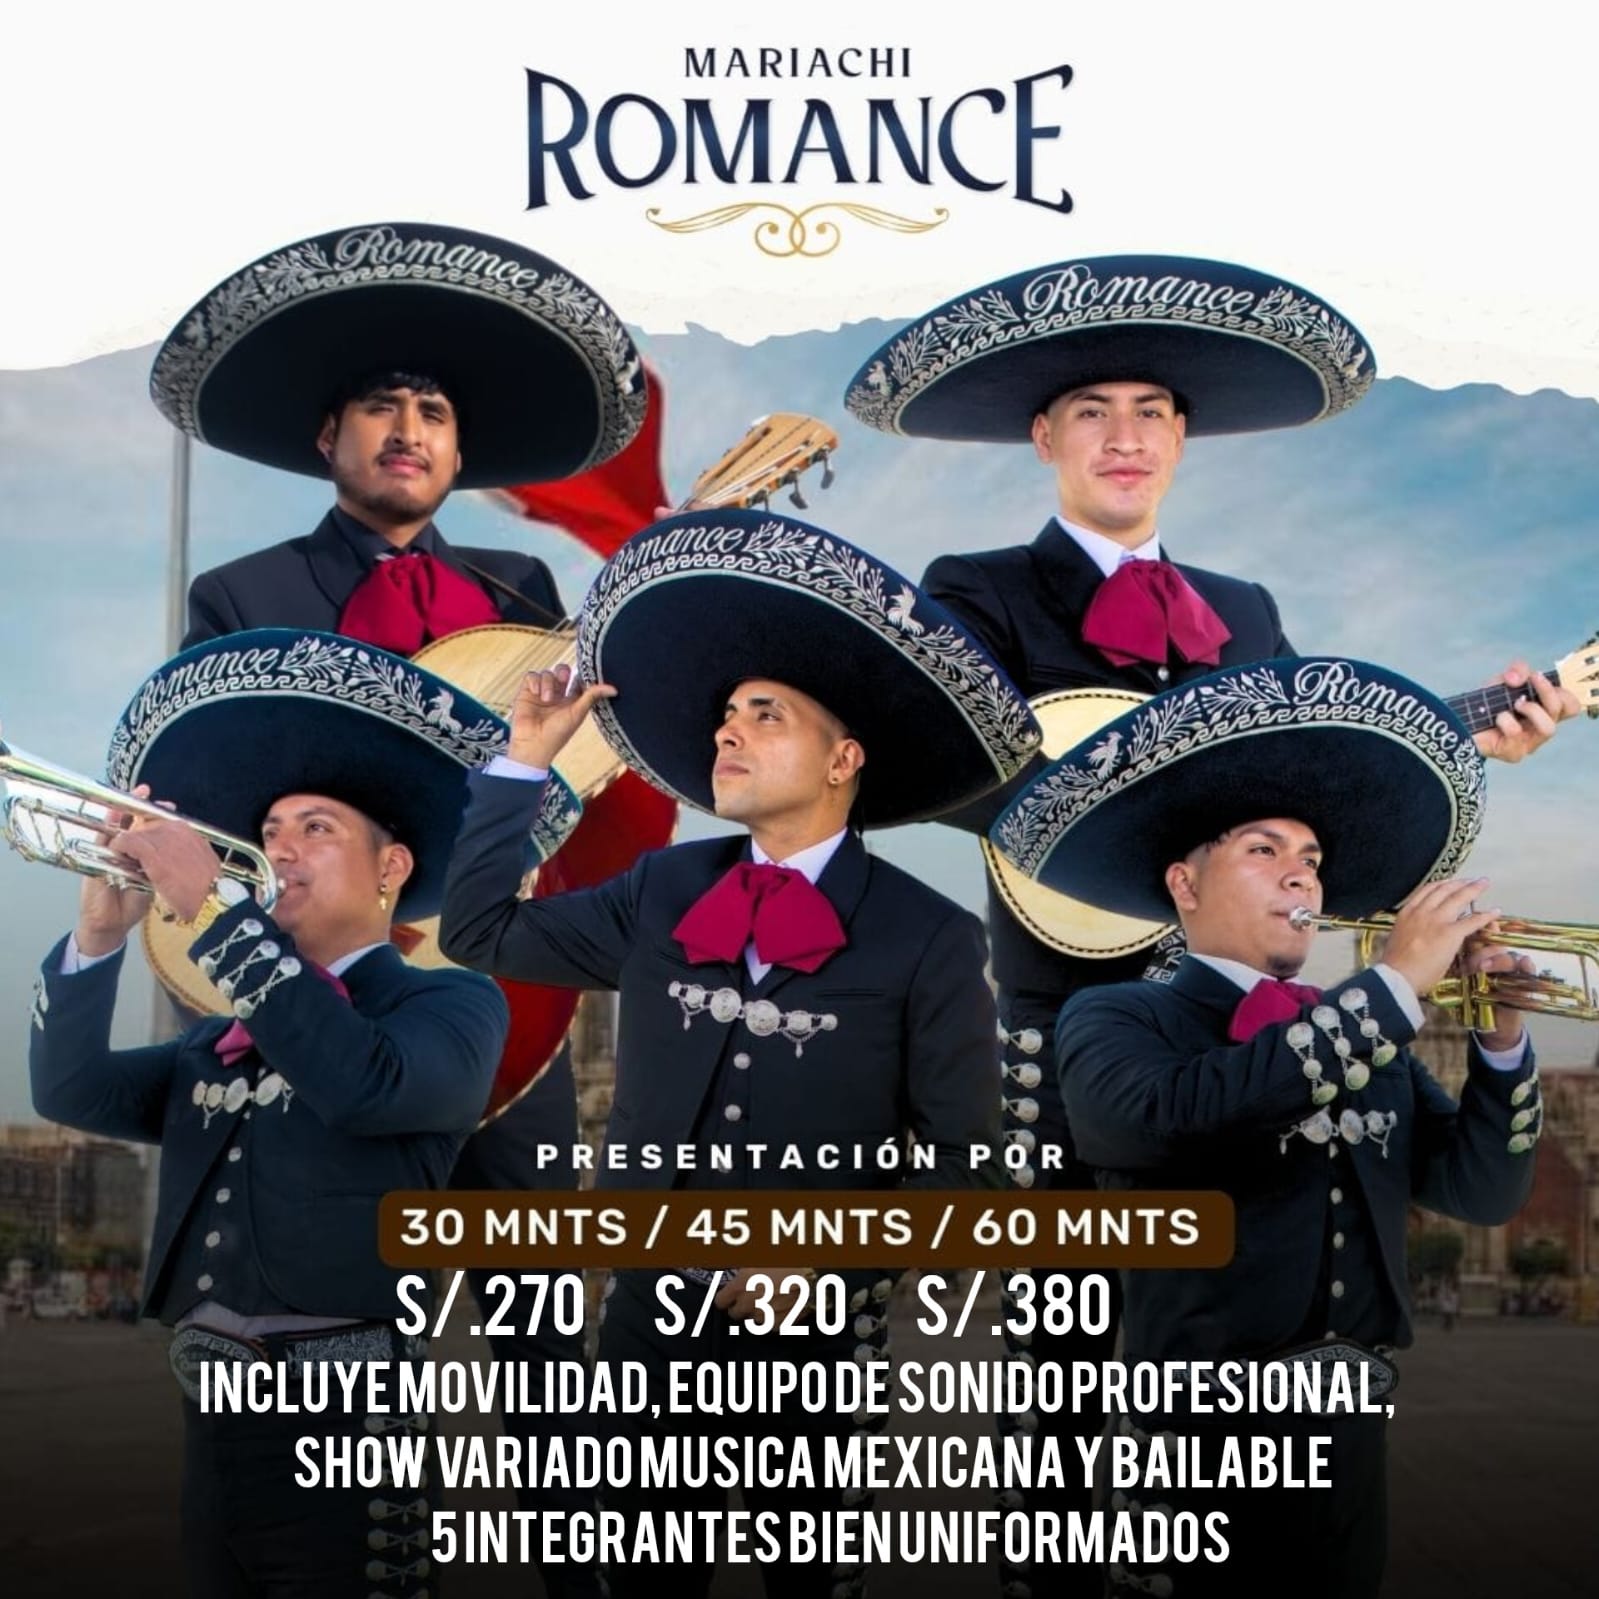 MARIACHI
ROMANCE
Romance
Romance
Romance
Romance
Romance
PRESENTACIÓN POR
30 MNTS / 45 MNTS / 60 MNTS
S/.270 S/.320 S/.380
INCLUYE MOVILIDAD, EQUIPO DE SONIDO PROFESIONAL,
SHOW VARIADO MUSICA MEXICANA Y BAILABLE
5 INTEGRANTES BIEN UNIFORMADOS